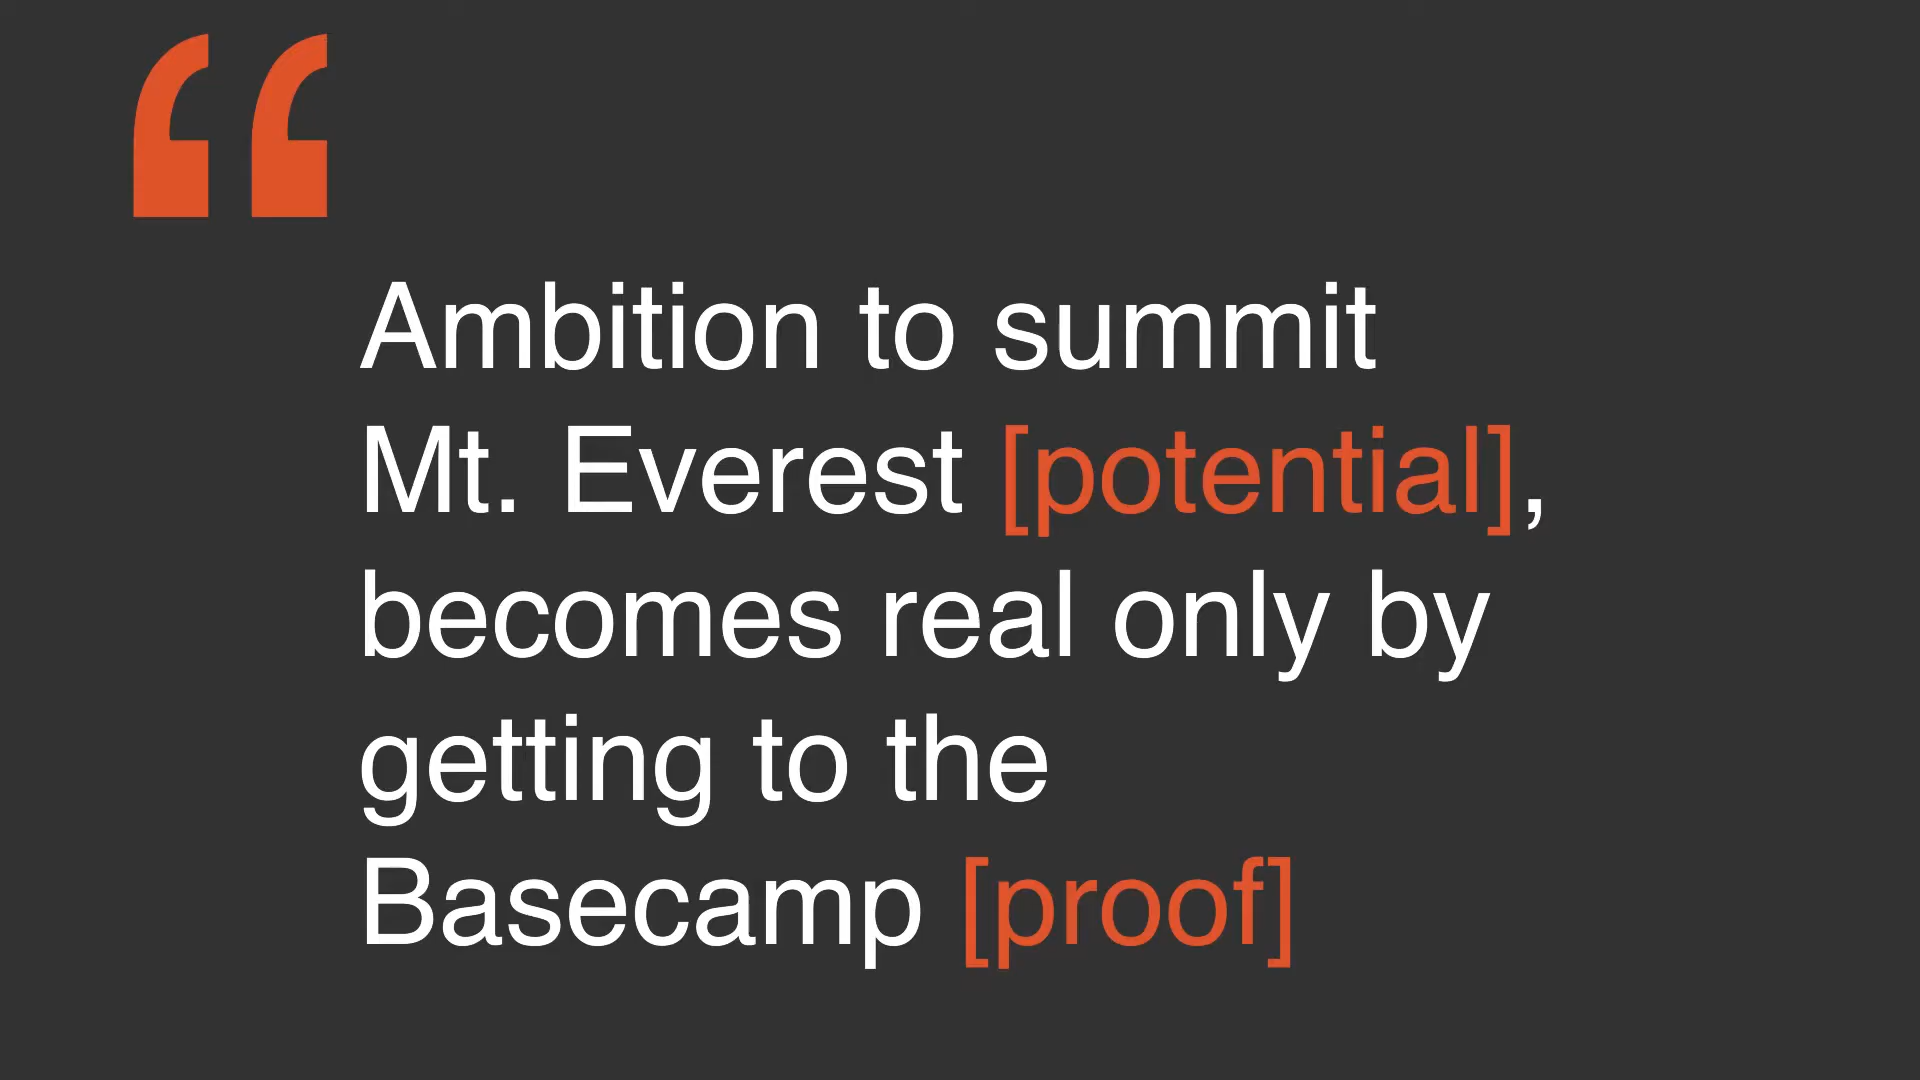 “
Ambition to summit
Mt. Everest [potential],
becomes real only by
getting to the
Basecamp [proof]